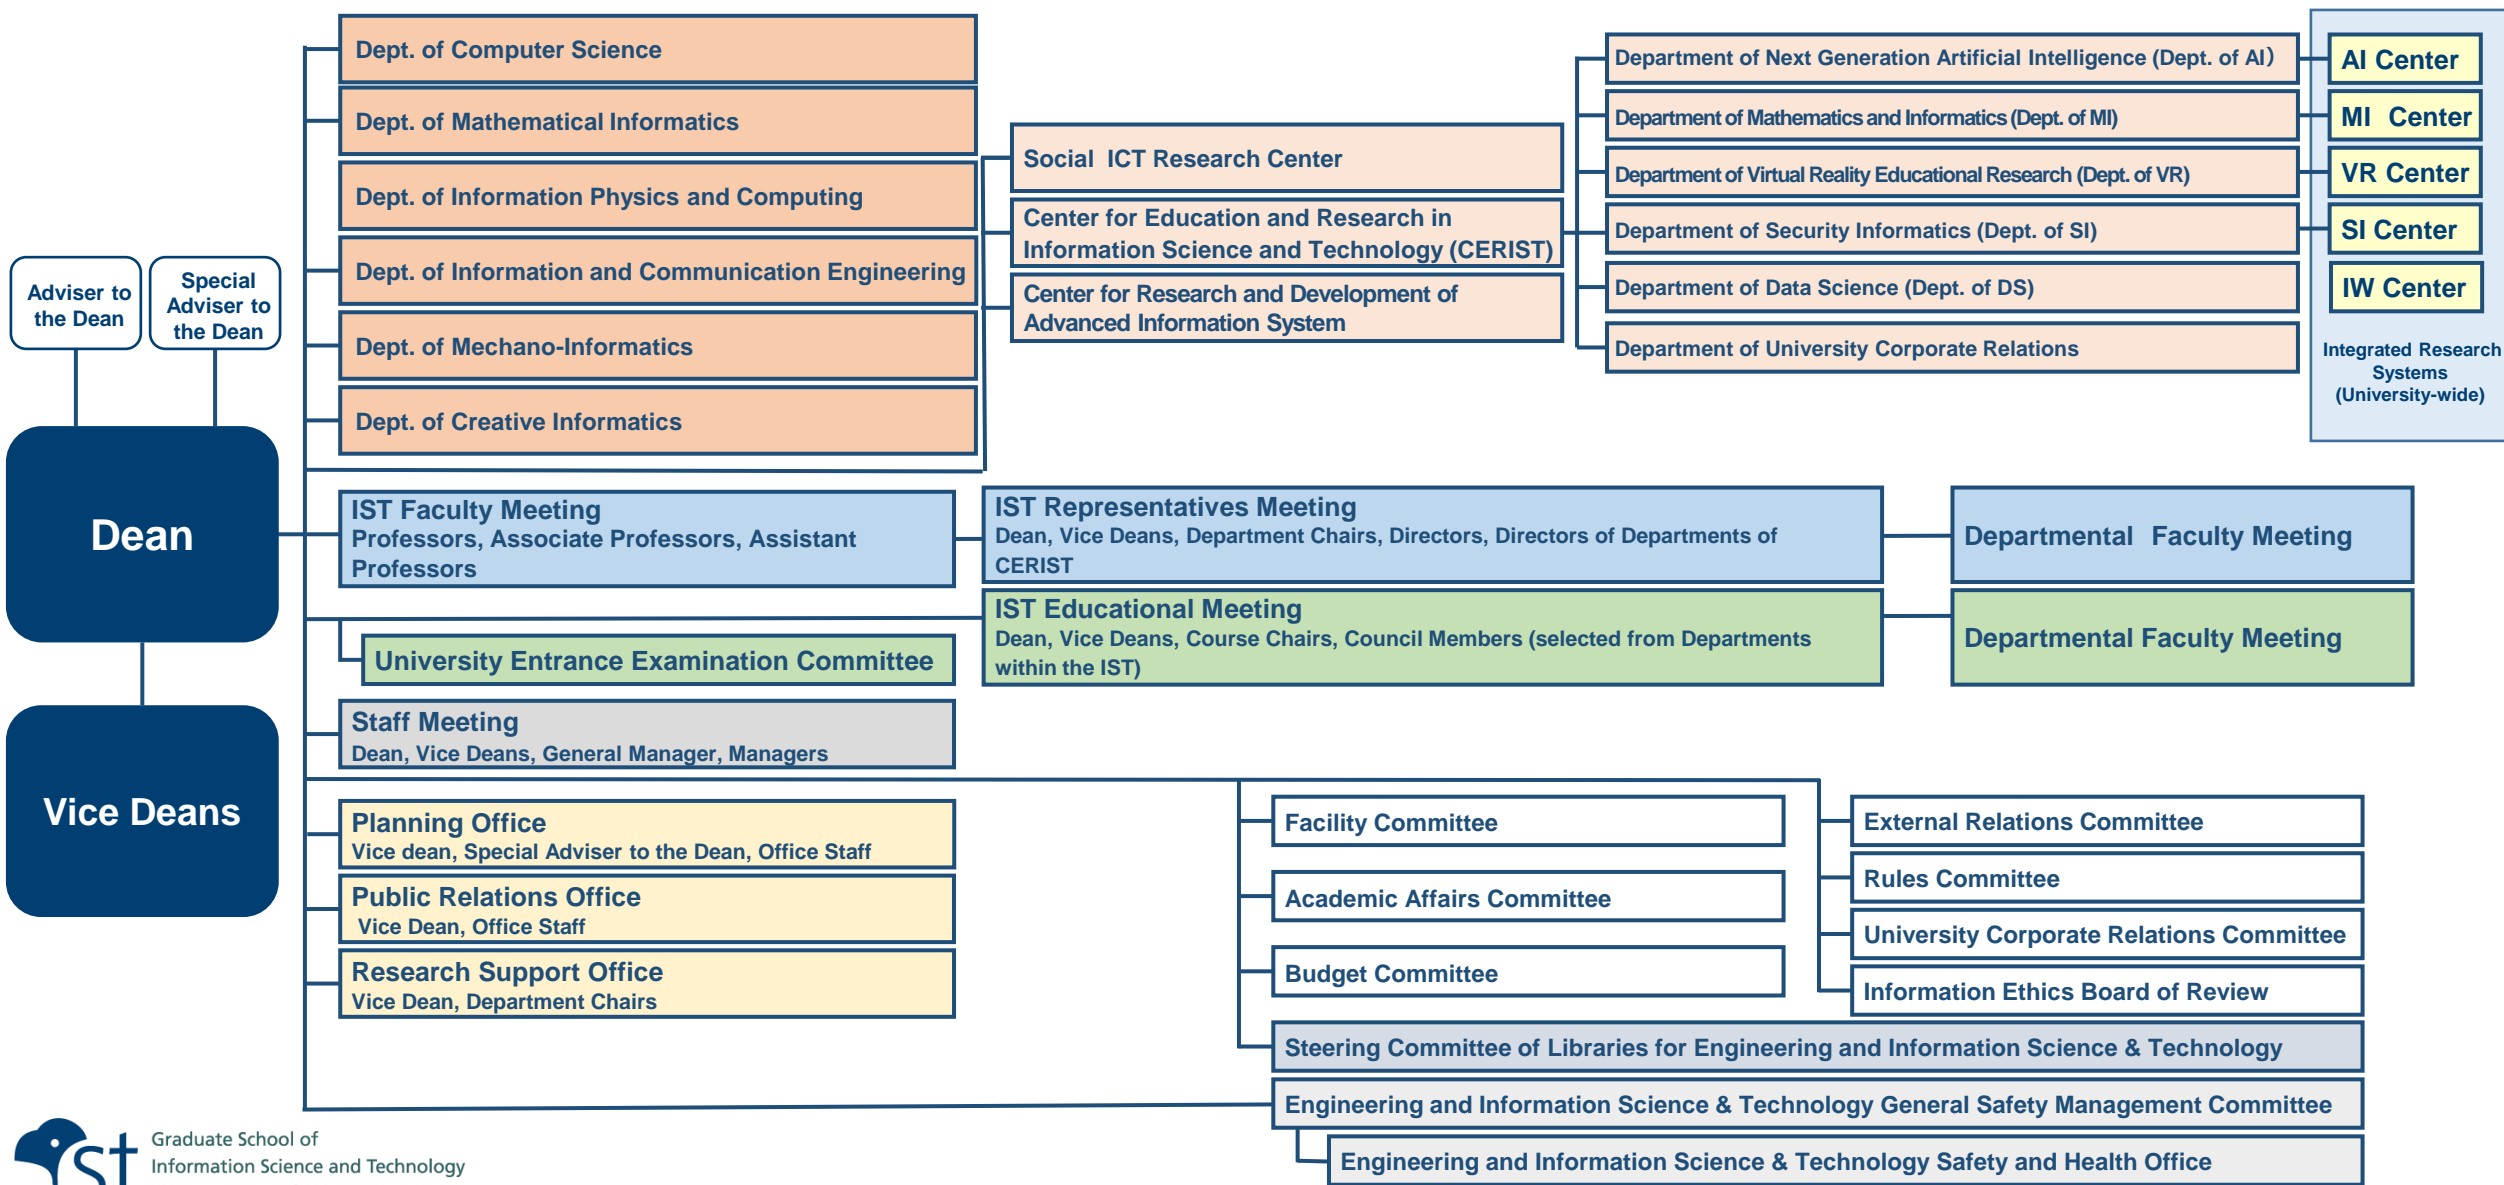 Dept. of Computer Science
Dept. of Mathematical Informatics
Dept. of Information Physics and Computing
Dept. of Information and Communication Engineering
Dept. of Mechano-Informatics
Dept. of Creative Informatics
Social ICT Research Center
Center for Education and Research in
Information Science and Technology (CERIST)
Center for Research and Development of
Advanced Information System
Department of Next Generation Artificial Intelligence (Dept. of AI)
Department of Mathematics and Informatics (Dept. of MI)
Department of Virtual Reality Educational Research (Dept. of VR)
Department of Security Informatics (Dept. of SI)
Department of Data Science (Dept. of DS)
Department of University Corporate Relations
AI Center
MI Center
VR Center
SI Center
IW Center
Integrated Research
Systems
(University-wide)
Adviser to
the Dean
Special
Adviser to
the Dean
Dean
Vice Deans
IST Faculty Meeting
Professors, Associate Professors, Assistant
Professors
IST Representatives Meeting
Dean, Vice Deans, Department Chairs, Directors, Directors of Departments of
CERIST
Departmental Faculty Meeting
University Entrance Examination Committee
IST Educational Meeting
Dean, Vice Deans, Course Chairs, Council Members (selected from Departments
within the IST)
Departmental Faculty Meeting
Staff Meeting
Dean, Vice Deans, General Manager, Managers
Planning Office
Vice dean, Special Adviser to the Dean, Office Staff
Public Relations Office
Vice Dean, Office Staff
Research Support Office
Vice Dean, Department Chairs
Facility Committee
Academic Affairs Committee
Budget Committee
External Relations Committee
Rules Committee
University Corporate Relations Committee
Information Ethics Board of Review
Steering Committee of Libraries for Engineering and Information Science & Technology
Engineering and Information Science & Technology General Safety Management Committee
Engineering and Information Science & Technology Safety and Health Office
ist
Graduate School of
Information Science and Technology